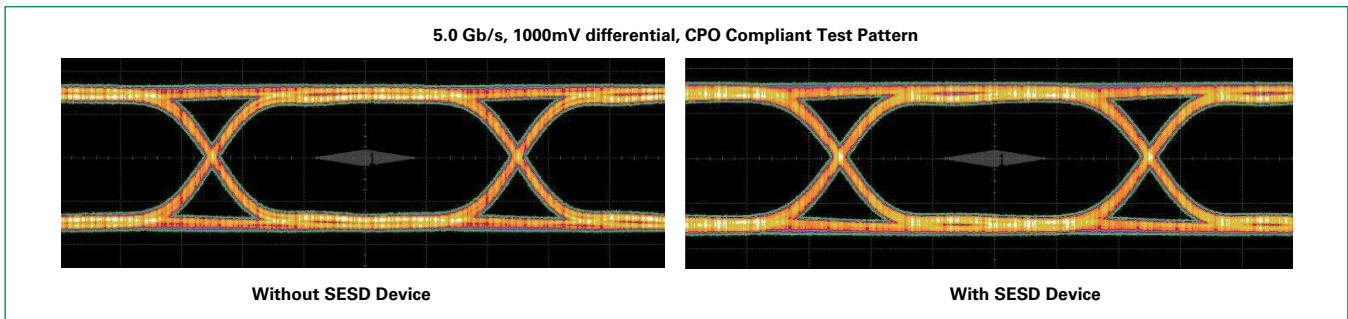 5.0 Gb/s, 1000mV differential, CPO Compliant Test Pattern
Without SESD Device
With SESD Device